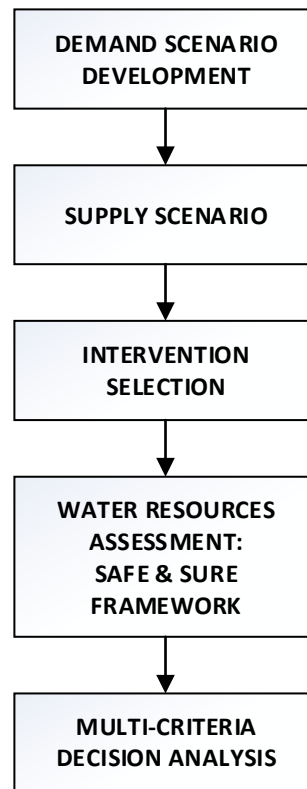 DEMAND SCENARIO
DEVELOPMENT
SUPPLY SCENARIO
INTERVENTION
SELECTION
WATER RESOURCES
ASSESSMENT:
SAFE & SURE
FRAMEWORK
MULTI-CRITERIA
DECISION ANALYSIS